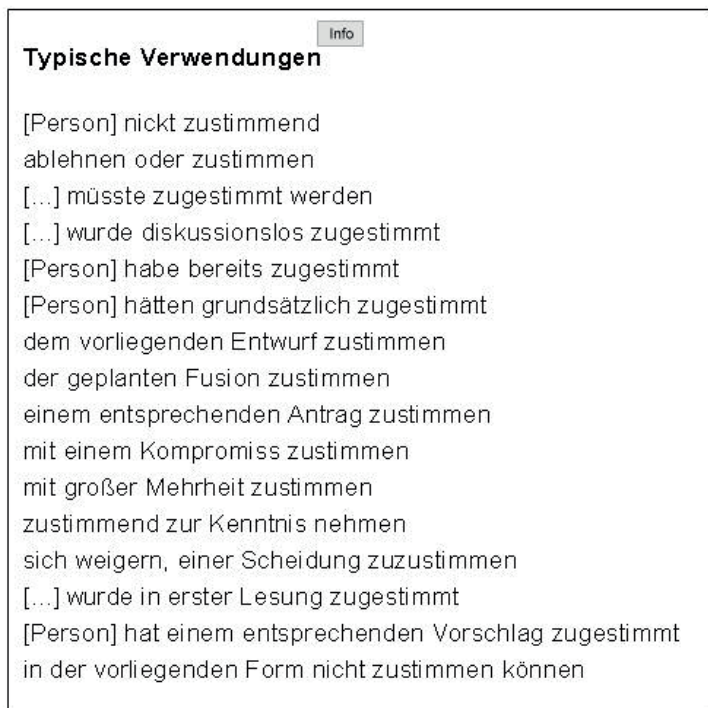 Info
Typische Verwendungen
[Person] nickt zustimmend
ablehnen oder zustimmen
[...] müsste zugestimmt werden
[...] wurde diskussionslos zugestimmt
[Person] habe bereits zugestimmt
[Person] hätten grundsätzlich zugestimmt
dem vorliegenden Entwurf zustimmen
der geplanten Fusion zustimmen
einem entsprechenden Antrag zustimmen
mit einem Kompromiss zustimmen
mit großer Mehrheit zustimmen
zustimmend zur Kenntnis nehmen
sich weigern, einer Scheidung zuzustimmen
[...] wurde in erster Lesung zugestimmt
[Person] hat einem entsprechenden Vorschlag zugestimmt
in der vorliegenden Form nicht zustimmen können